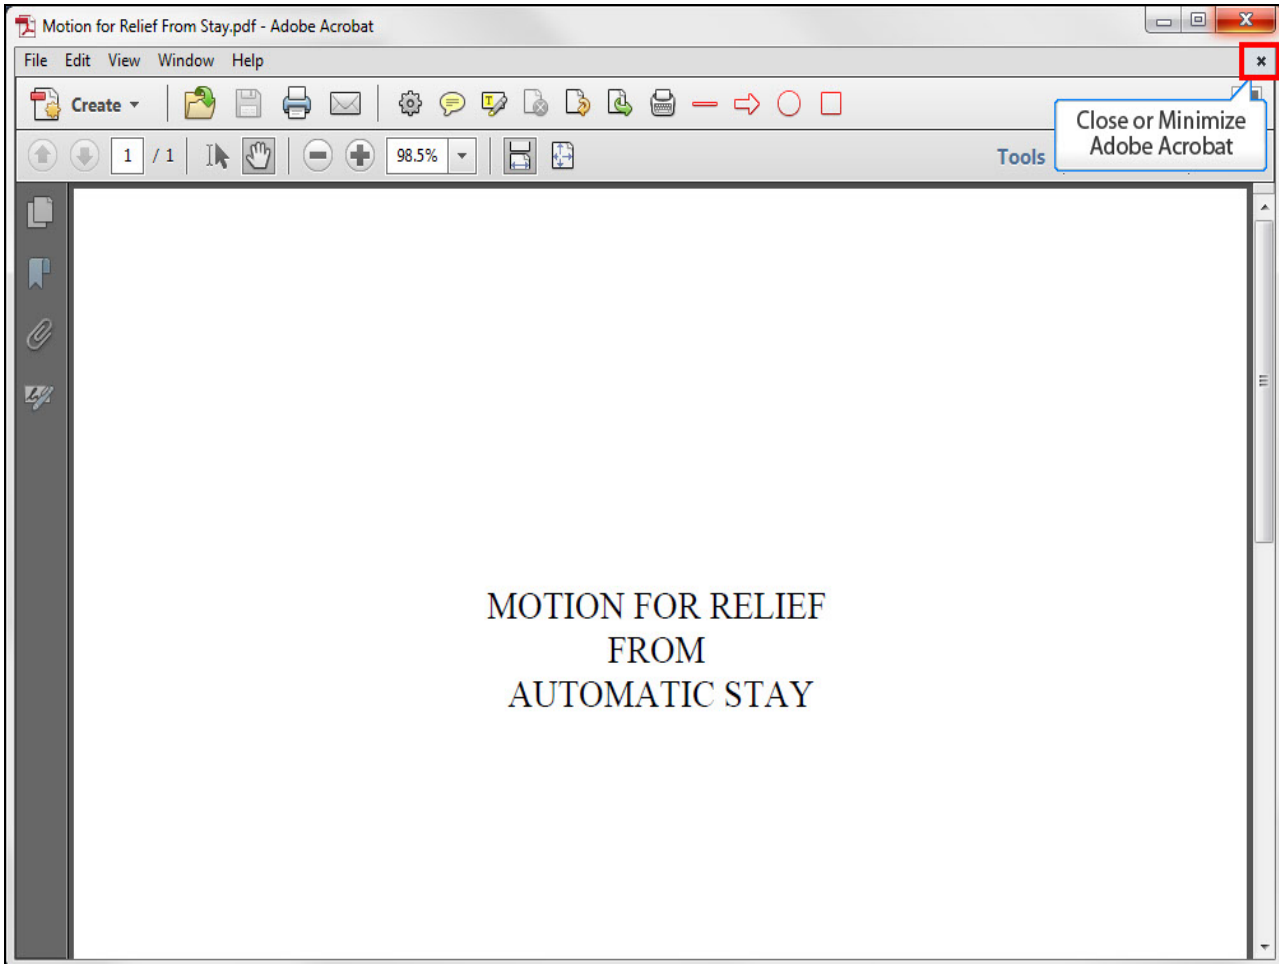 Motion for Relief From Stay.pdf - Adobe Acrobat
File Edit View Window Help
Create
Close or Minimize
Adobe Acrobat
1 / 1 98.5% Tools
MOTION FOR RELIEF
FROM
AUTOMATIC STAY